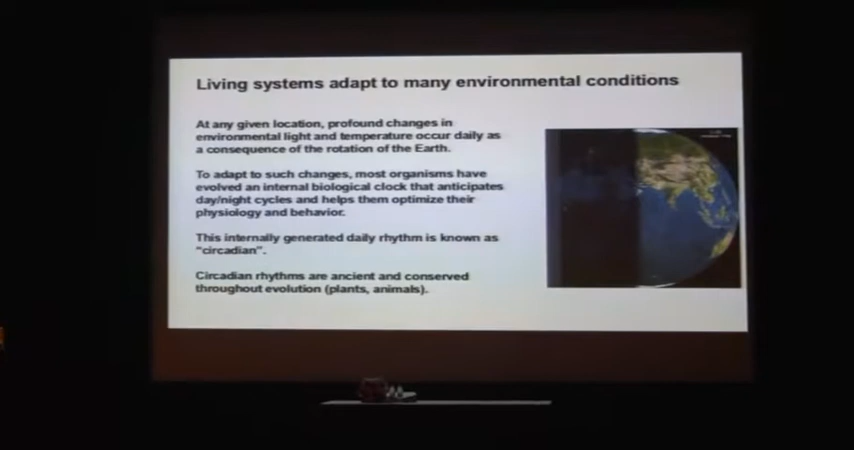 Living systems adapt to many environmental conditions
At any given location, profound changes in
environmental light and temperature occur daily as
a consequence of the rotation of the Earth.
To adapt to such changes, most organisms have
evolved an internal biological clock that anticipates
day/night cycles and helps them optimize their
physiology and behavior.
This internally generated daily rhythm is known as
"circadian".
Circadian rhythms are ancient and conserved
throughout evolution (plants, animals).